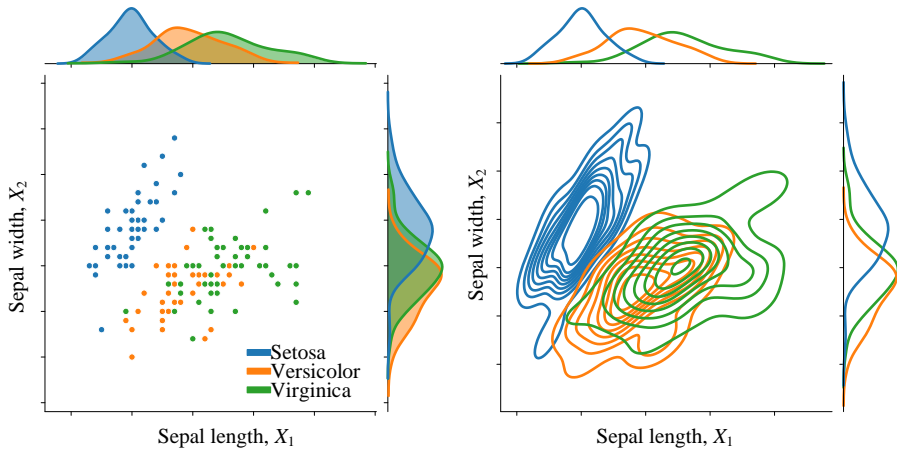 Sepal width, X₂
Setosa
Versicolor
Virginica
Sepal length, X₁
Sepal width, X₂
Sepal length, X₁